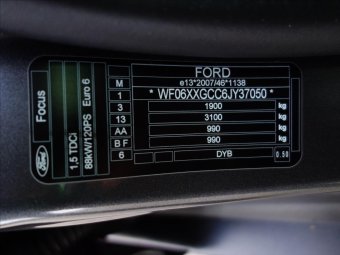 FORD
e13*2007/46*1138
* WF06XXGCC6JY37050 *
M
1
3 1900 kg
13 3100 kg
AA 990 kg
B F 990 kg
6 DYB 0.50
Focus
1.5 TDCi
88kW/120PS Euro 6
Ford